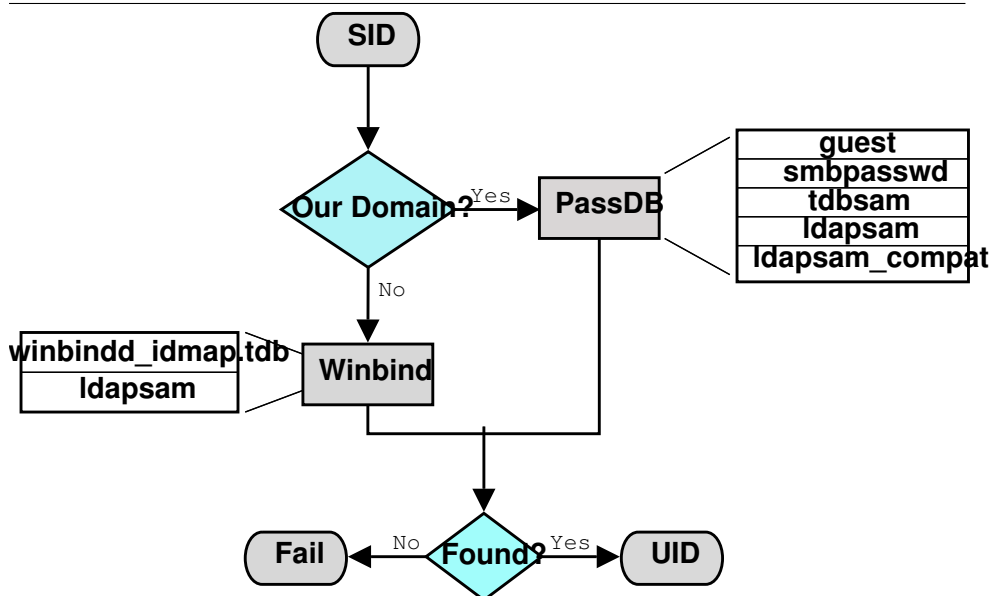 SID
Our Domain?
Yes
PassDB
guest
smbpasswd
tdbsam
ldapsam
ldapsam_compat
No
winbindd_idmap.tdb
ldapsam
Winbind
Fail
No
Found?
Yes
UID